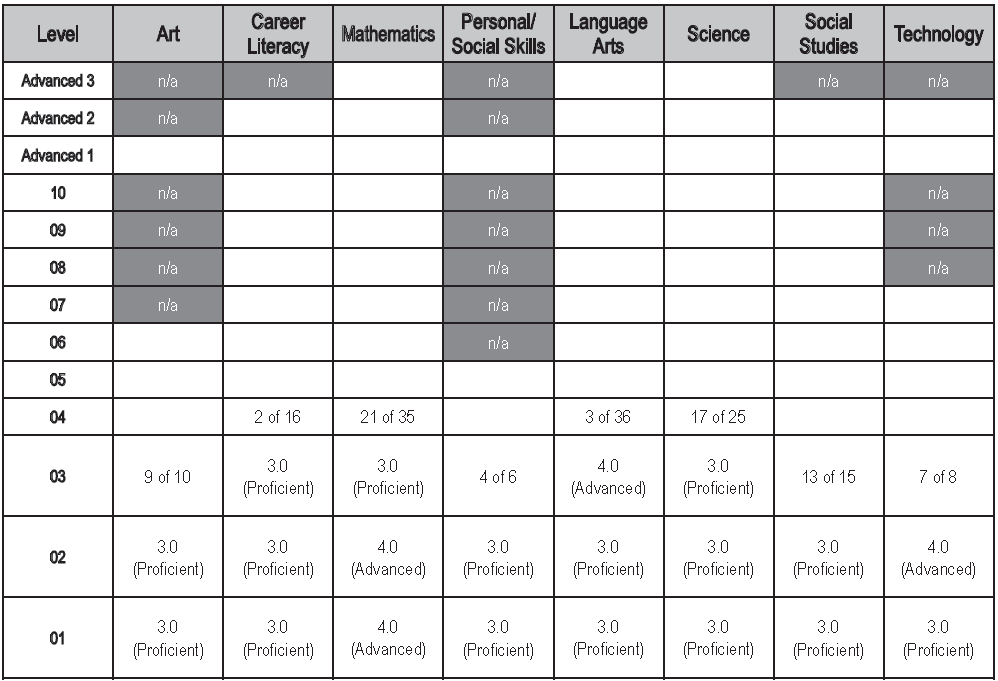 Level Art Career Literacy Mathematics Personal/ Social Skills Language Arts Science Social Studies Technology
Advanced 3 n/a n/a n/a n/a n/a
Advanced 2 n/a n/a
Advanced 1
10 n/a n/a n/a
09 n/a n/a n/a
08 n/a n/a n/a
07 n/a n/a
06 n/a
05
04 2 of 16 21 of 35 3 of 36 17 of 25
03 9 of 10 3.0 (Proficient) 3.0 (Proficient) 4 of 6 4.0 (Advanced) 3.0 (Proficient) 13 of 15 7 of 8
02 3.0 (Proficient) 3.0 (Proficient) 4.0 (Advanced) 3.0 (Proficient) 3.0 (Proficient) 3.0 (Proficient) 3.0 (Proficient) 4.0 (Advanced)
01 3.0 (Proficient) 3.0 (Proficient) 4.0 (Advanced) 3.0 (Proficient) 3.0 (Proficient) 3.0 (Proficient) 3.0 (Proficient) 3.0 (Proficient)